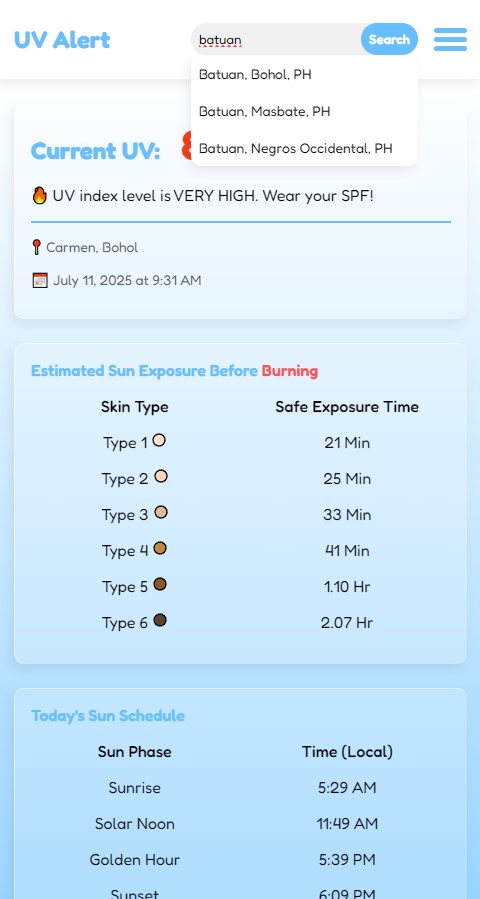 UV Alert
batuan
Search
Batuan, Bohol, PH
Batuan, Masbate, PH
Batuan, Negros Occidental, PH
Current UV:
🔥 UV index level is VERY HIGH. Wear your SPF!
📍 Carmen, Bohol
📅 July 11, 2025 at 9:31 AM
Estimated Sun Exposure Before Burning
Skin Type Safe Exposure Time
Type 1 21 Min
Type 2 25 Min
Type 3 33 Min
Type 4 41 Min
Type 5 1.10 Hr
Type 6 2.07 Hr
Today's Sun Schedule
Sun Phase Time (Local)
Sunrise 5:29 AM
Solar Noon 11:49 AM
Golden Hour 5:39 PM
Sunset 6:09 PM